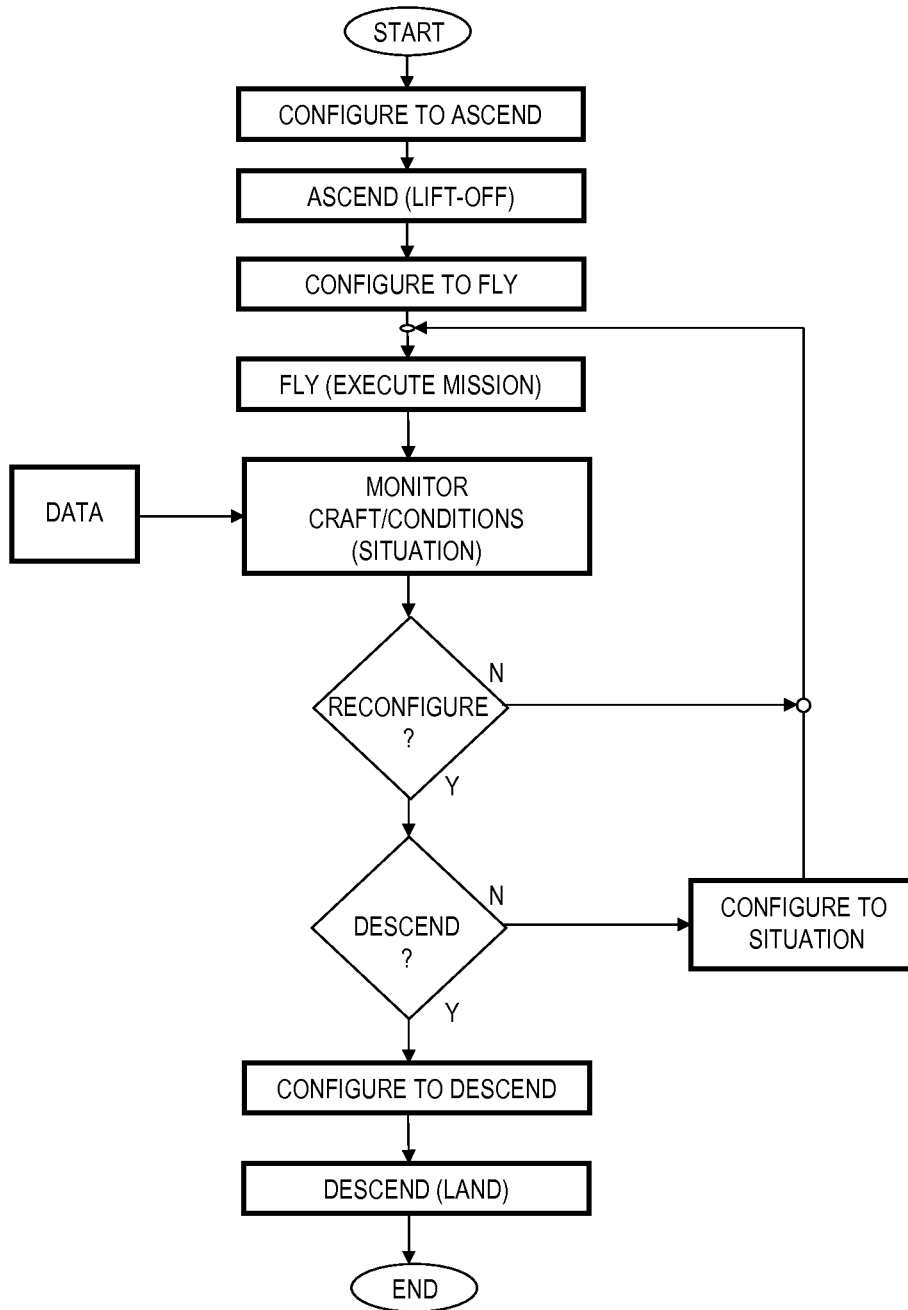 START
CONFIGURE TO ASCEND
ASCEND (LIFT-OFF)
CONFIGURE TO FLY
FLY (EXECUTE MISSION)
DATA
MONITOR
CRAFT/CONDITIONS
(SITUATION)
N
RECONFIGURE
?
Y
N
DESCEND
?
Y
CONFIGURE TO
SITUATION
CONFIGURE TO DESCEND
DESCEND (LAND)
END